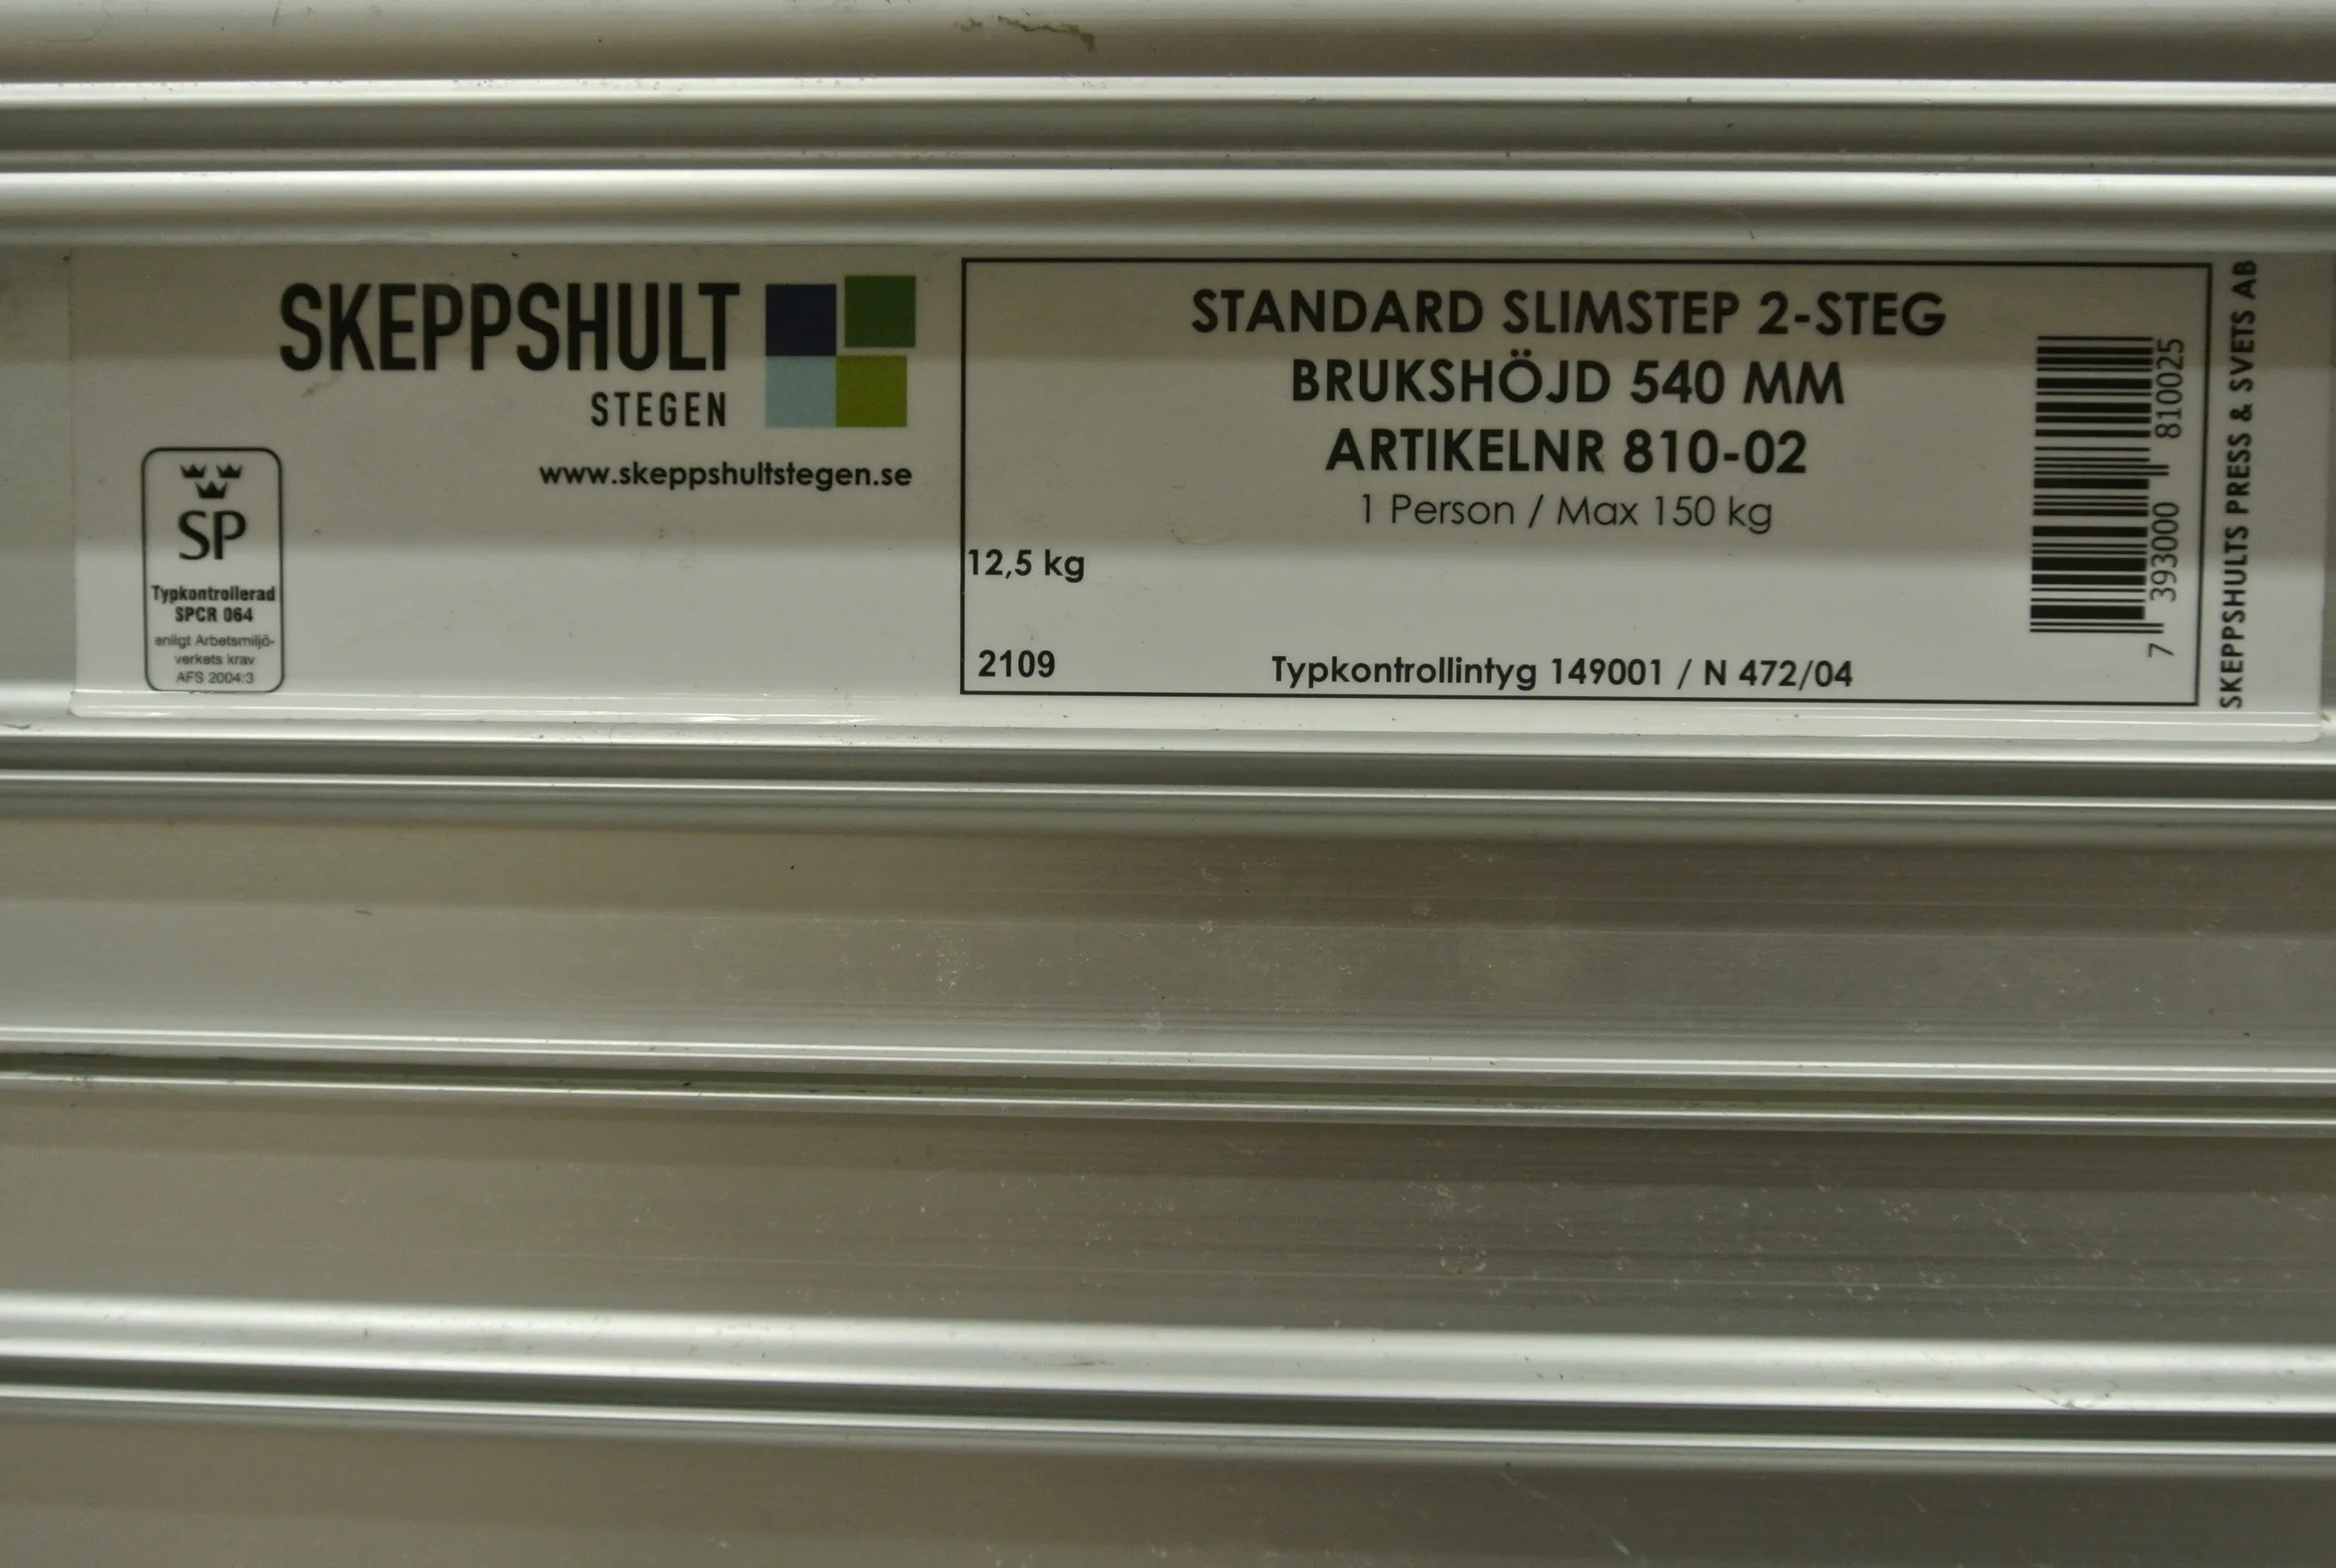 SKEPPSHULT
STEGEN
www.skeppshultstegen.se
SP
Typkontrollerad
SPCR 064
enligt Arbetsmiljö-
verkets krav
AFS 2004:3
STANDARD SLIMSTEP 2-STEG
BRUKSHÖJD 540 MM
ARTIKELNR 810-02
1 Person / Max 150 kg
12,5 kg
2109
Typkontrollintyg 149001 / N 472/04
7 393000 810025
SKEPPSHULTS PRESS & SVETS AB